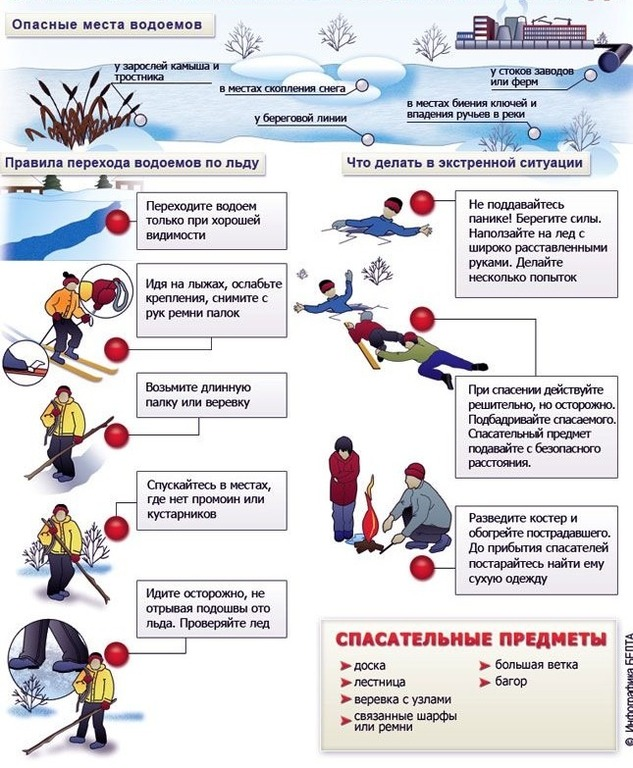 Опасные места водоемов
у зарослей камыша и
тростника
в местах скопления снега
у береговой линии
у стоков заводов
или ферм
в местах биения ключей и
впадения ручьев в реки
Правила перехода водоемов по льду
Переходите водоем
только при хорошей
видимости
Идя на лыжах, ослабьте
крепления, снимите с
рук ремни палок
Возьмите длинную
палку или веревку
Спускайтесь в местах,
где нет промоин или
кустарников
Идите осторожно, не
отрывая подошвы ото
льда. Проверяйте лед
Что делать в экстренной ситуации
Не поддавайтесь
панике! Берегите силы.
Наползайте на лед с
широко расставленными
руками. Делайте
несколько попыток
При спасении действуйте
решительно, но осторожно.
Подбадривайте спасаемого.
Спасательный предмет
подавайте с безопасного
расстояния.
Разведите костер и
обогрейте пострадавшего.
До прибытия спасателей
постарайтесь найти ему
сухую одежду
СПАСАТЕЛЬНЫЕ ПРЕДМЕТЫ
доска
лестница
веревка с узлами
связанные шарфы
или ремни
большая ветка
багор
© Инфографика БЕЛТА